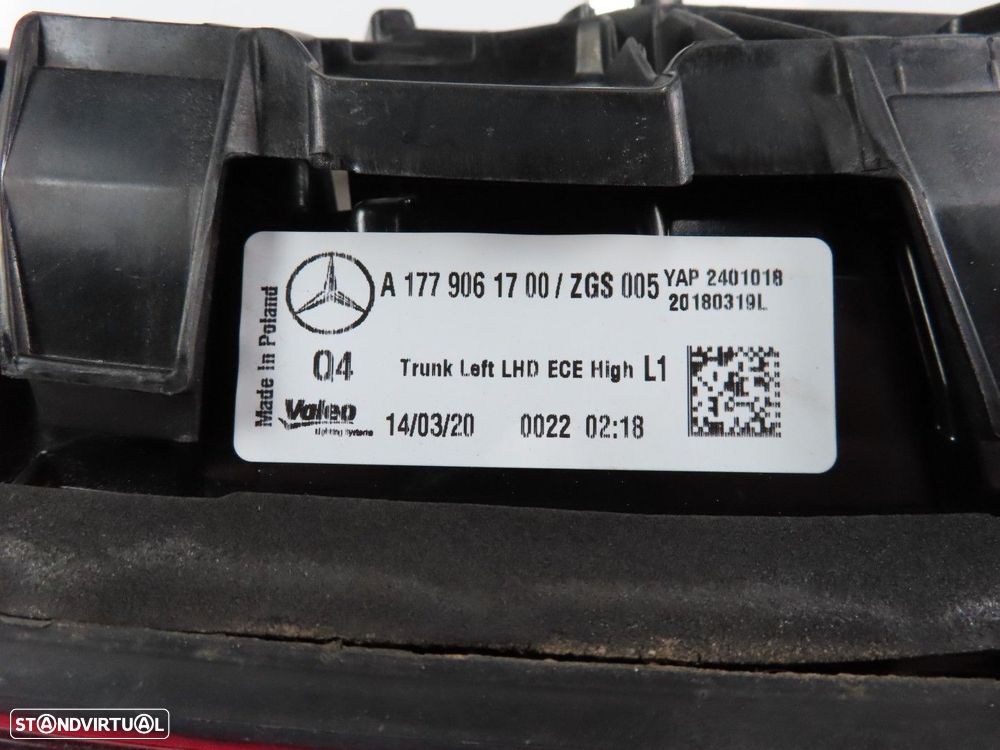 A 177 906 17 00 / ZGS 005
YAP 2401018
20180319L
Made In Poland
Q4
Trunk Left LHD ECE High L1
Valeo
lighting systems
14/03/20
0022 02:18
STANDVIRTUAL